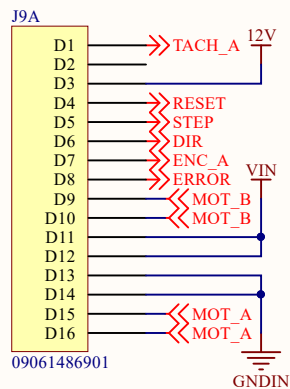 J9A
D1 TACH_A 12V
D2
D3
D4 RESET
D5 STEP
D6 DIR
D7 ENC_A
D8 ERROR VIN
D9 MOT_B
D10 MOT_B
D11
D12
D13
D14
D15 MOT_A
D16 MOT_A
09061486901
GNDIN